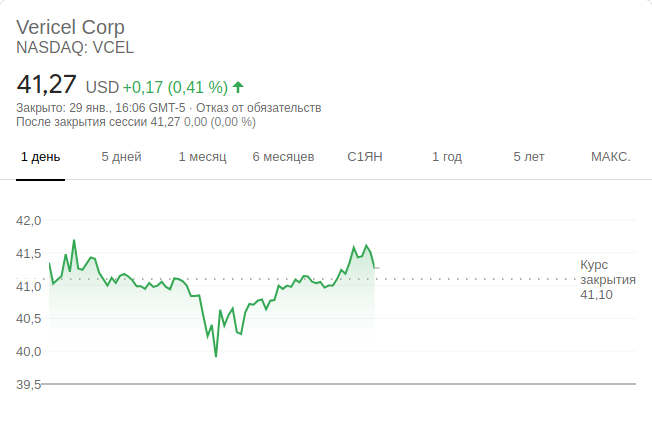 Vericel Corp
NASDAQ: VCEL
41,27 USD +0,17 (0,41 %)
Закрыто: 29 янв., 16:06 GMT-5 · Отказ от обязательств
После закрытия сессии 41,27 0,00 (0,00 %)
1 день 5 дней 1 месяц 6 месяцев С1ЯН 1 год 5 лет МАКС.
42,0
41,5
41,0
40,5
40,0
39,5
Курс
закрытия
41,10